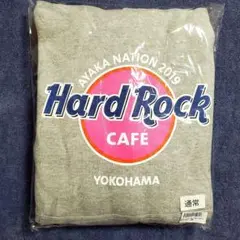 AYAKA NATION 2019
Hard Rock
CAFE
YOKOHAMA
通常